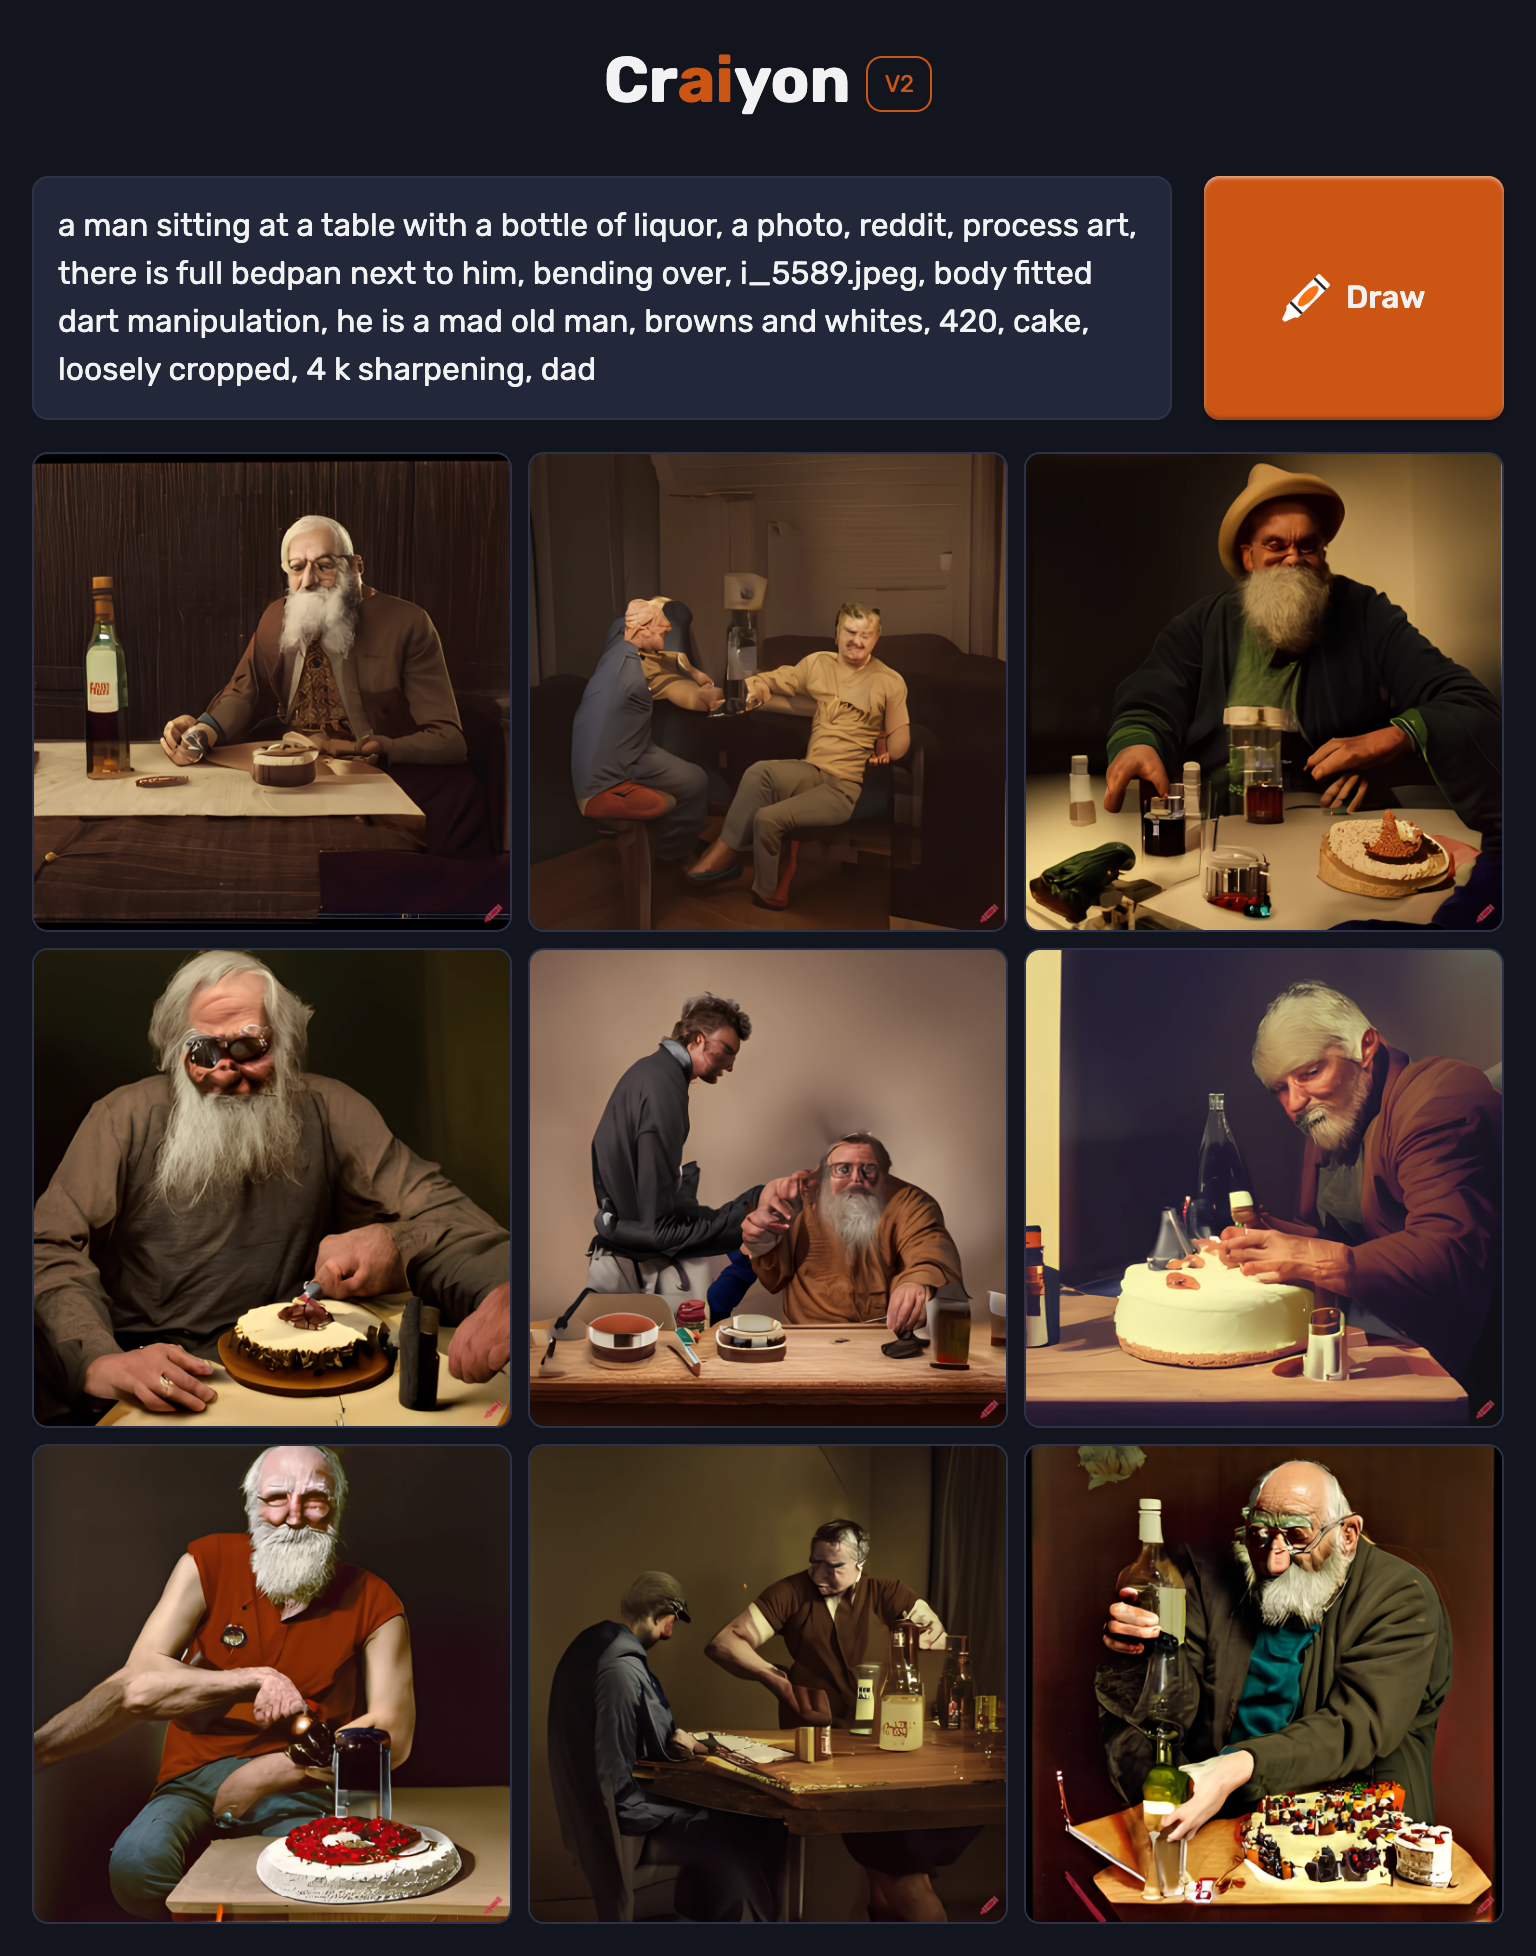 Craiyon V2
a man sitting at a table with a bottle of liquor, a photo, reddit, process art,
there is full bedpan next to him, bending over, i_5589.jpeg, body fitted
dart manipulation, he is a mad old man, browns and whites, 420, cake,
loosely cropped, 4 k sharpening, dad
Draw